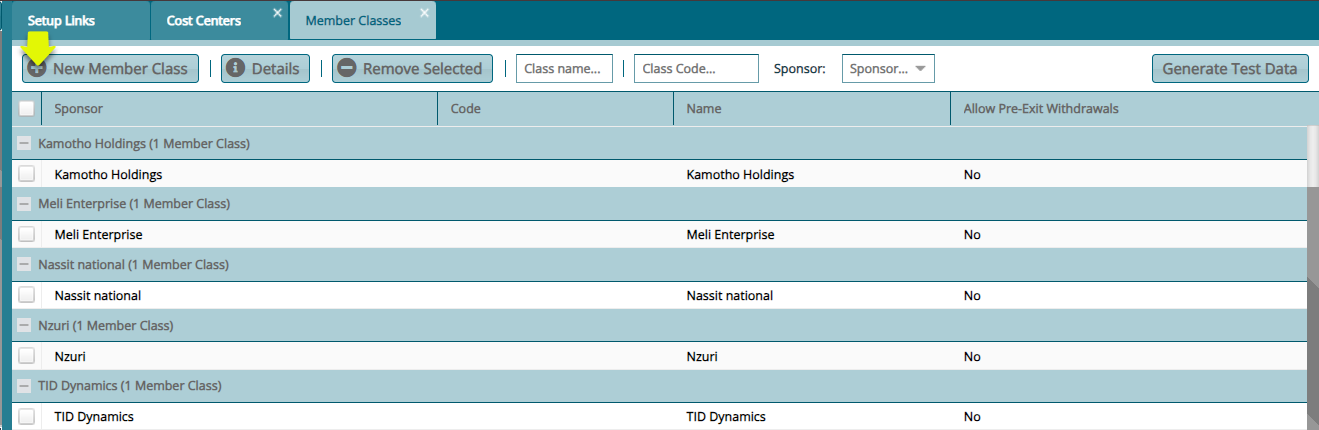 Setup Links Cost Centers × Member Classes ×
New Member Class | Details | Remove Selected | Class name... | Class Code... Sponsor: Sponsor... Generate Test Data
Sponsor Code Name Allow Pre-Exit Withdrawals
Kamotho Holdings (1 Member Class)
Kamotho Holdings Kamotho Holdings No
Meli Enterprise (1 Member Class)
Meli Enterprise Meli Enterprise No
Nassit national (1 Member Class)
Nassit national Nassit national No
Nzuri (1 Member Class)
Nzuri Nzuri No
TID Dynamics (1 Member Class)
TID Dynamics TID Dynamics No